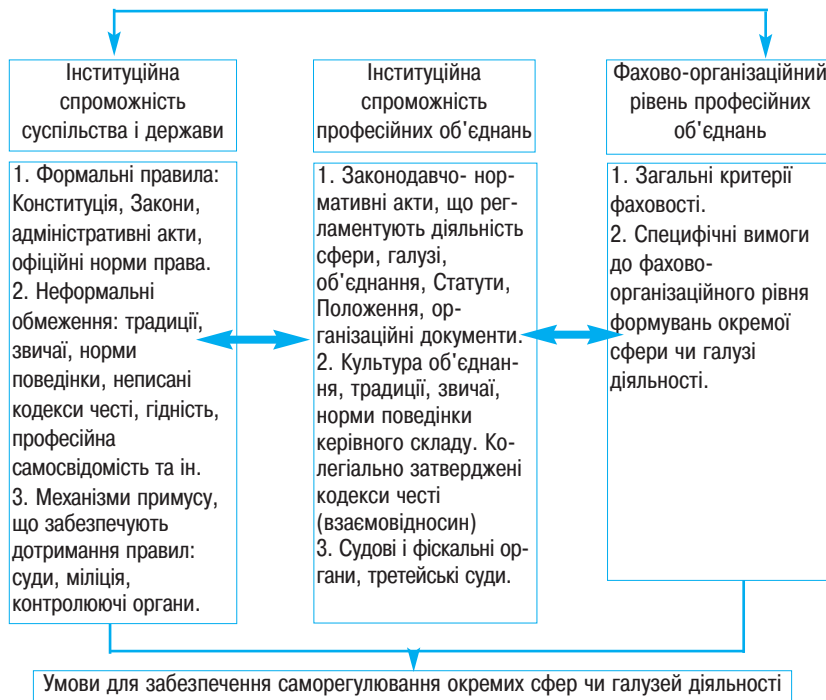 Інституційна
спроможність
суспільства і держави
Інституційна
спроможність
професійних об'єднань
Фахово-організаційний
рівень професійних
об'єднань
1. Формальні правила:
Конституція, Закони,
адміністративні акти,
офіційні норми права.
2. Неформальні
обмеження: традиції,
звичаї, норми
поведінки, неписані
кодекси честі, гідність,
професійна
самосвідомість та ін.
3. Механізми примусу,
що забезпечують
дотримання правил:
суди, міліція,
контролюючі органи.
1. Законодавчо- нор-
мативні акти, що рег-
ламентують діяльність
сфери, галузі,
об'єднання, Статути,
Положення, ор-
ганізаційні документи.
2. Культура об'єднан-
ня, традиції, звичаї,
норми поведінки
керівного складу. Ко-
легіально затверджені
кодекси честі
(взаємовідносин)
3. Судові і фіскальні ор-
гани, третейські суди.
1. Загальні критерії
фаховості.
2. Специфічні вимоги
до фахово-
організаційного рівня
формувань окремої
сфери чи галузі
діяльності.
Умови для забезпечення саморегулювання окремих сфер чи галузей діяльності